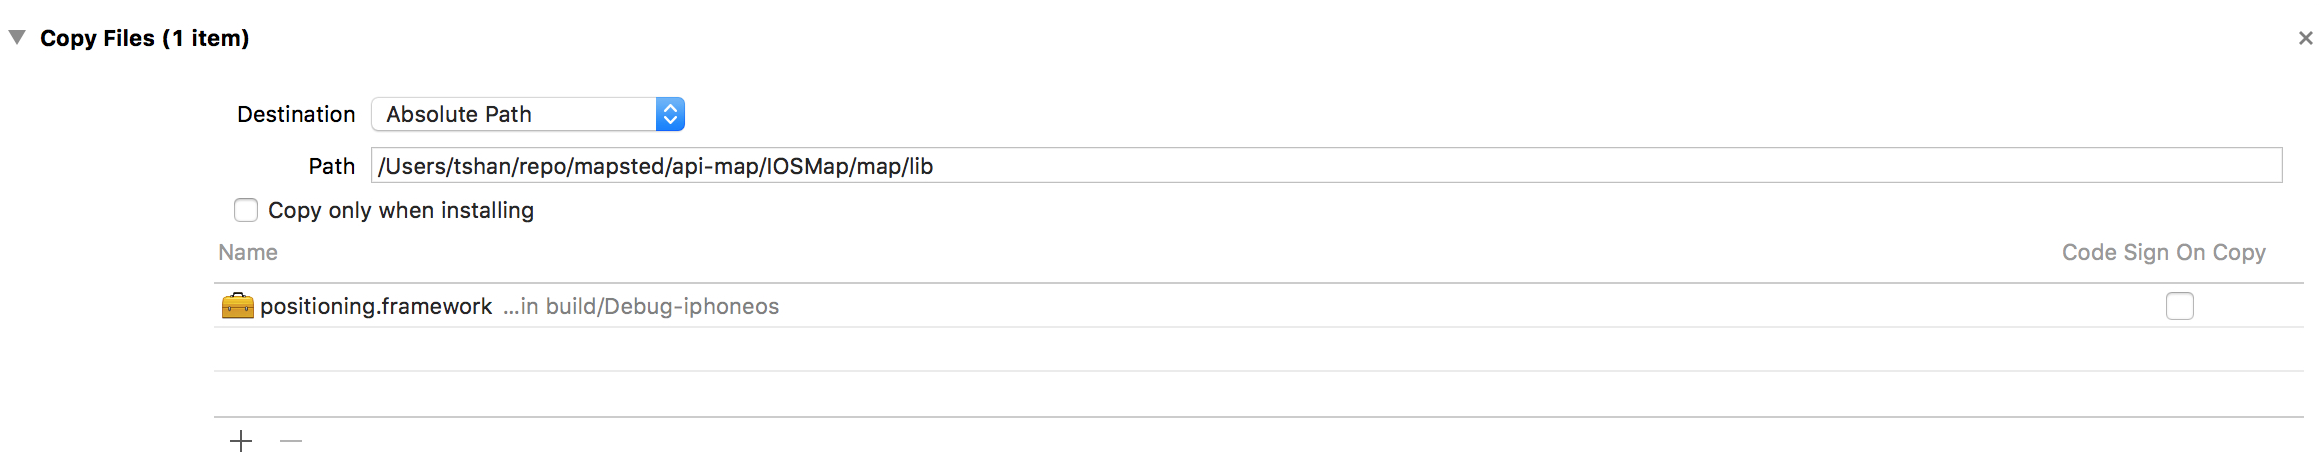 Copy Files (1 item)
Destination Absolute Path
Path /Users/tshan/repo/mapsted/api-map/IOSMap/map/lib
Copy only when installing
Name Code Sign On Copy
positioning.framework ...in build/Debug-iphoneos